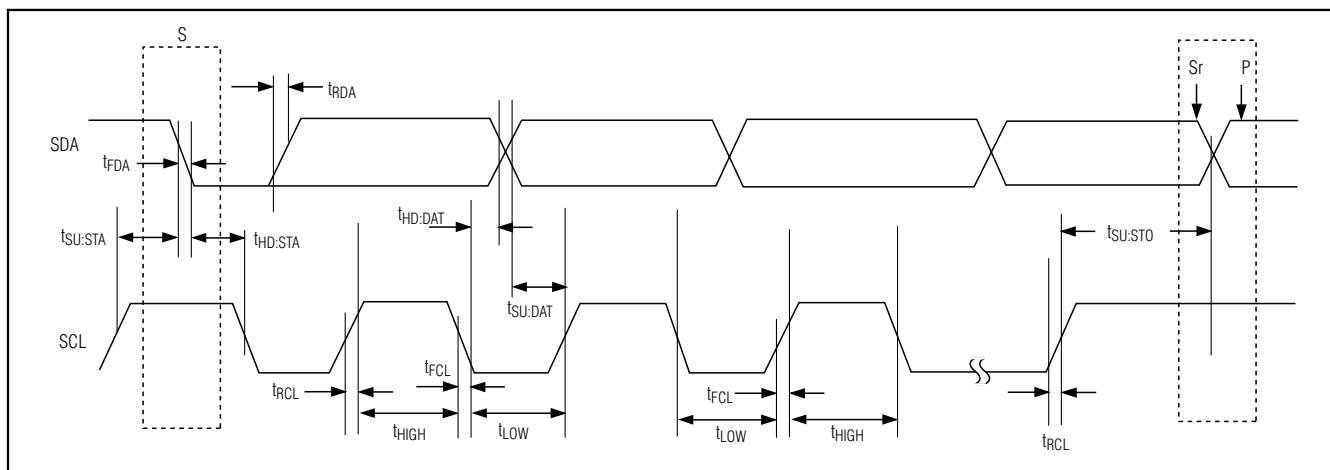 S
Sr P
tRDA
SDA
tFDA
tHD:DAT
tSU:STA
tHD:STA
tSU:STO
tSU:DAT
SCL
tRCL
tFCL
tFCL
tHIGH
tLOW
tLOW
tHIGH
tRCL